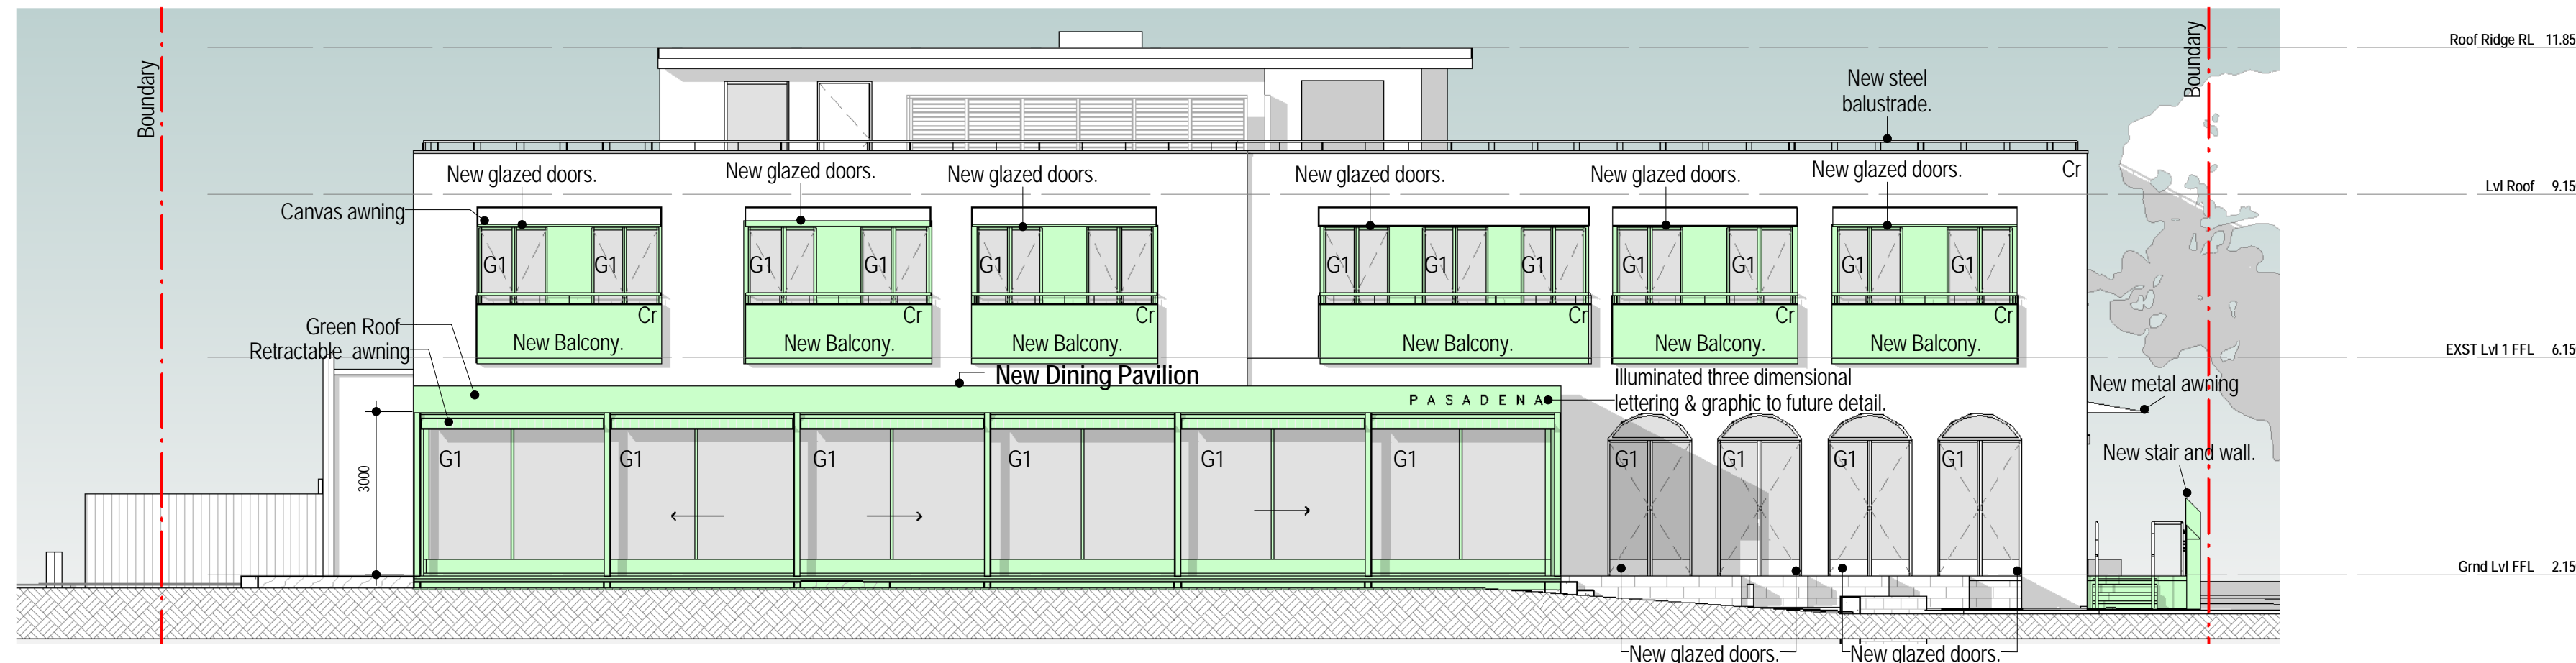 Roof Ridge RL 11.85
Boundary
Boundary
New steel
balustrade.
New glazed doors.
New glazed doors.
New glazed doors.
New glazed doors.
New glazed doors.
New glazed doors.
Cr
Lvl Roof 9.15
Canvas awning
G1
G1
G1
G1
G1
G1
G1
G1
G1
G1
G1
G1
Cr
Cr
Cr
Cr
Cr
Cr
Green Roof
New Balcony.
New Balcony.
New Balcony.
New Balcony.
New Balcony.
New Balcony.
Retractable awning
EXST Lvl 1 FFL 6.15
New Dining Pavilion
Illuminated three dimensional
lettering & graphic to future detail.
New metal awning
PASADENA
G1
G1
G1
G1
G1
G1
G1
G1
G1
G1
New stair and wall.
3000
Grnd Lvl FFL 2.15
New glazed doors.
New glazed doors.